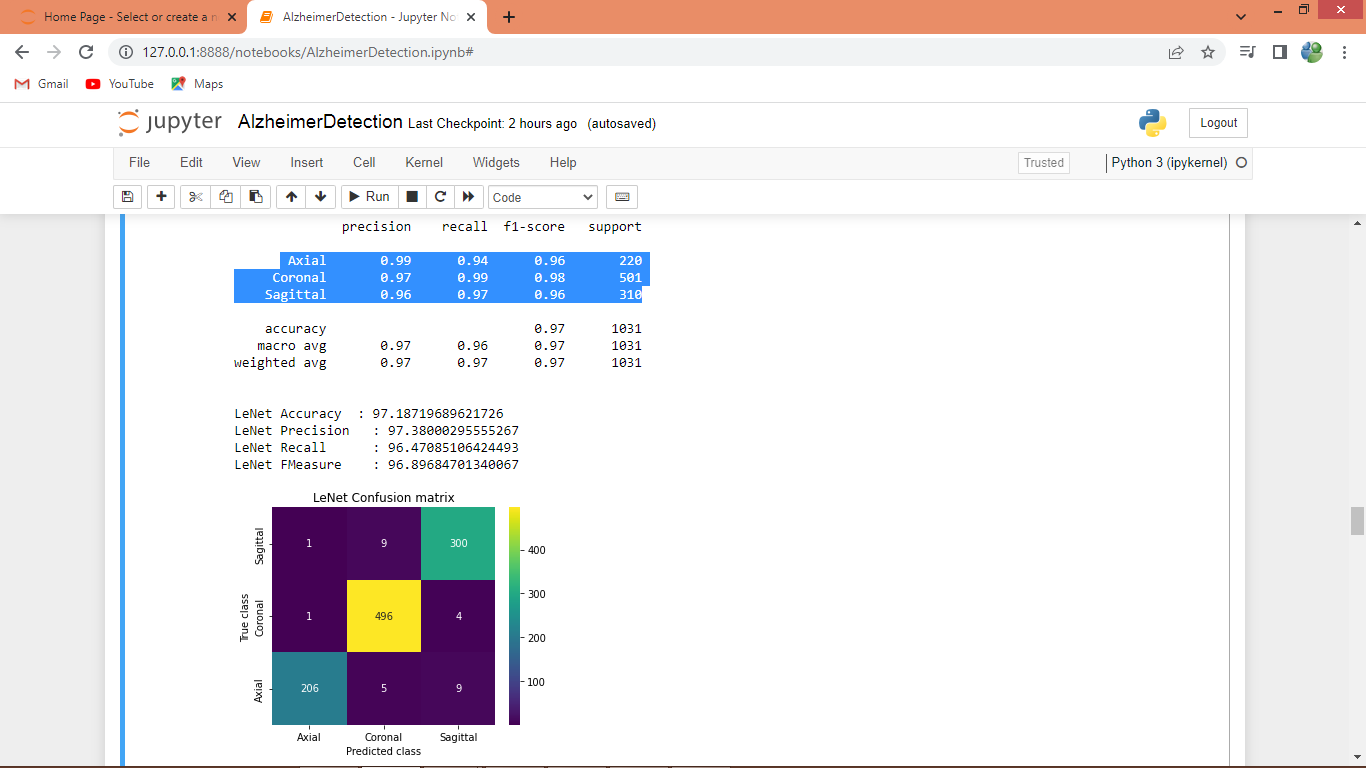 Home Page - Select or create a n
AlzheimerDetection - Jupyter No
127.0.0.1:8888/notebooks/AlzheimerDetection.ipynb#
Gmail YouTube Maps
jupyter AlzheimerDetection Last Checkpoint: 2 hours ago (autosaved)
Logout
File Edit View Insert Cell Kernel Widgets Help
Trusted Python 3 (ipykernel)
Run Code
precision recall f1-score support
Axial 0.99 0.94 0.96 220
Coronal 0.97 0.99 0.98 501
Sagittal 0.96 0.97 0.96 310
accuracy 0.97 1031
macro avg 0.97 0.96 0.97 1031
weighted avg 0.97 0.97 0.97 1031
LeNet Accuracy : 97.18719689621726
LeNet Precision : 97.38000295555267
LeNet Recall : 96.47085106424493
LeNet FMeasure : 96.89684701340067
LeNet Confusion matrix
Sagittal 1 9 300
Coronal 1 496 4
Axial 206 5 9
True class
Axial Coronal Sagittal
Predicted class
400
300
200
100